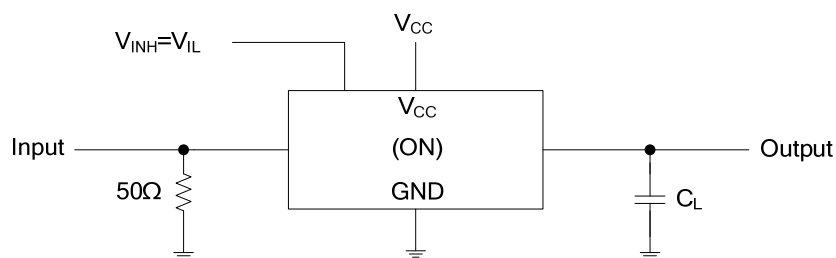 V_CC
V_INH=V_IL
V_CC
Input
(ON)
Output
50Ω
GND
C_L